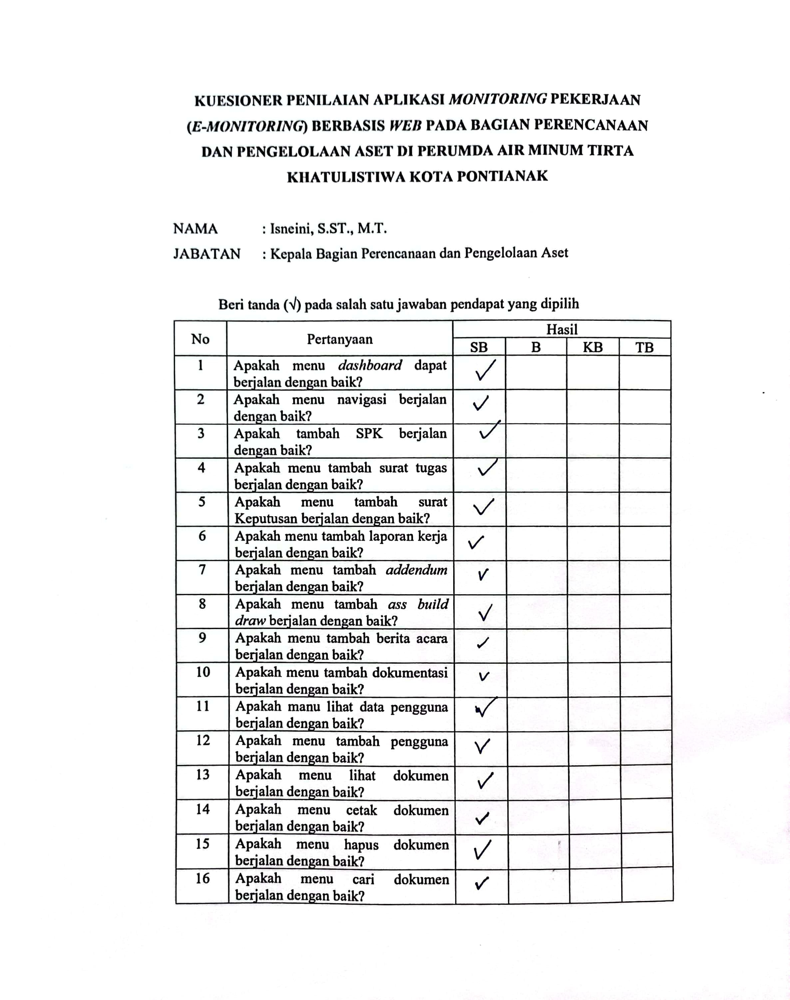 KUESIONER PENILAIAN APLIKASI MONITORING PEKERJAAN
(E-MONITORING) BERBASIS WEB PADA BAGIAN PERENCANAAN
DAN PENGELOLAAN ASET DI PERUMDA AIR MINUM TIRTA
KHATULISTIWA KOTA PONTIANAK
NAMA : Isneini, S.ST., M.T.
JABATAN : Kepala Bagian Perencanaan dan Pengelolaan Aset
Beri tanda (√) pada salah satu jawaban pendapat yang dipilih
No Pertanyaan Hasil
SB B KB TB
1 Apakah menu dashboard dapat ✓
berjalan dengan baik?
2 Apakah menu navigasi berjalan ✓
dengan baik?
3 Apakah tambah SPK berjalan ✓
dengan baik?
4 Apakah menu tambah surat tugas ✓
berjalan dengan baik?
5 Apakah menu tambah surat ✓
Keputusan berjalan dengan baik?
6 Apakah menu tambah laporan kerja ✓
berjalan dengan baik?
7 Apakah menu tambah addendum ✓
berjalan dengan baik?
8 Apakah menu tambah ass build ✓
draw berjalan dengan baik?
9 Apakah menu tambah berita acara ✓
berjalan dengan baik?
10 Apakah menu tambah dokumentasi ✓
berjalan dengan baik?
11 Apakah manu lihat data pengguna ✓
berjalan dengan baik?
12 Apakah menu tambah pengguna ✓
berjalan dengan baik?
13 Apakah menu lihat dokumen ✓
berjalan dengan baik?
14 Apakah menu cetak dokumen ✓
berjalan dengan baik?
15 Apakah menu hapus dokumen ✓
berjalan dengan baik?
16 Apakah menu cari dokumen ✓
berjalan dengan baik?